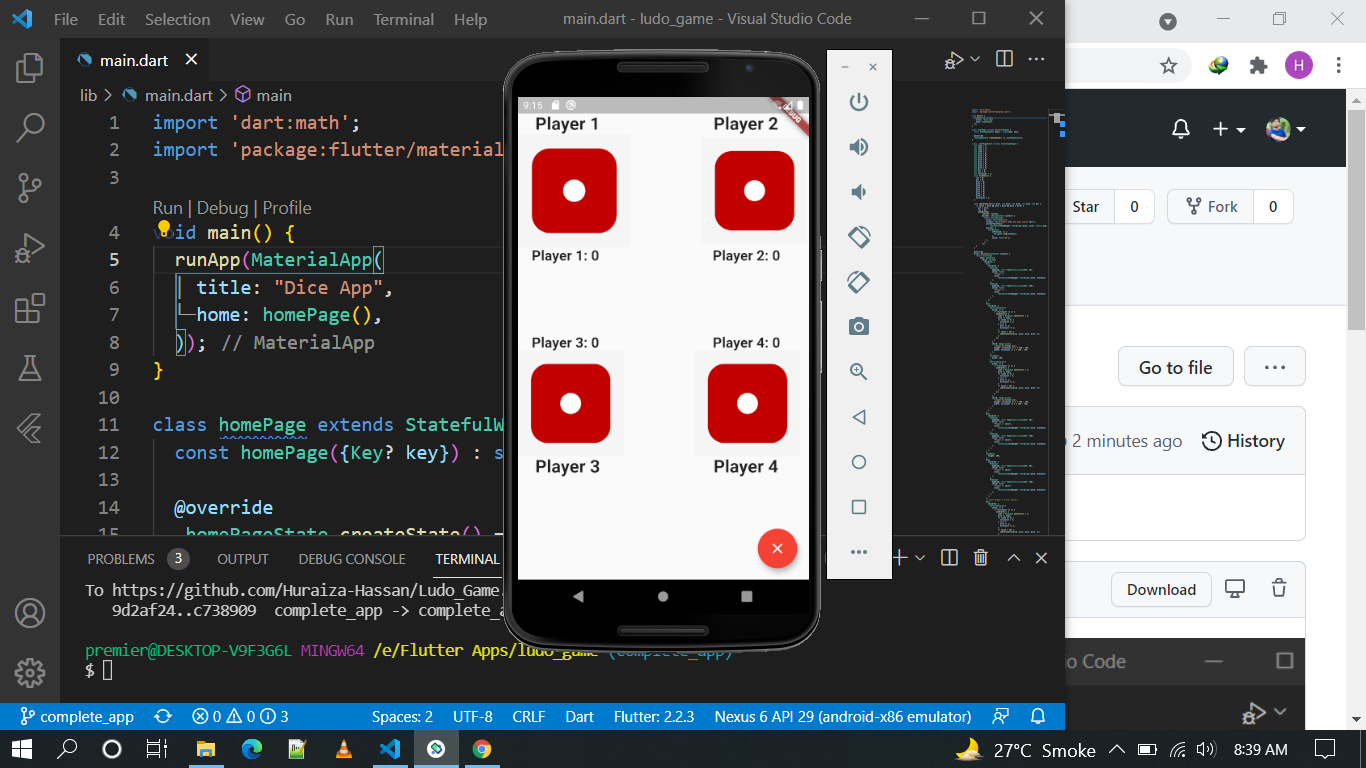 File Edit Selection View Go Run Terminal Help main.dart - ludo_game - Visual Studio Code
main.dart
lib > main.dart > main
1 import 'dart:math';
2 import 'package:flutter/material
3
Run | Debug | Profile
4 void main() {
5 runApp(MaterialApp(
6 title: "Dice App",
7 home: homePage(),
8 )); // MaterialApp
9 }
10
11 class homePage extends StatefulW
12 const homePage({Key? key}) : s
13
14 @override
15 homePageState createState() =
PROBLEMS 3 OUTPUT DEBUG CONSOLE TERMINAL
To https://github.com/Huraiza-Hassan/Ludo_Game.
9d2af24..c738909 complete_app -> complete_a
premier@DESKTOP-V9F3G6L MINGW64 /e/Flutter Apps/ludo_game (complete_app)
$
complete_app 0 0 3 Spaces: 2 UTF-8 CRLF Dart Flutter: 2.2.3 Nexus 6 API 29 (android-x86 emulator)
9:15
DEBUG
Player 1 Player 2
Player 1: 0 Player 2: 0
Player 3: 0 Player 4: 0
Player 3 Player 4
H
Star 0 Fork 0
Go to file
2 minutes ago History
Download
io Code
27°C Smoke 8:39 AM